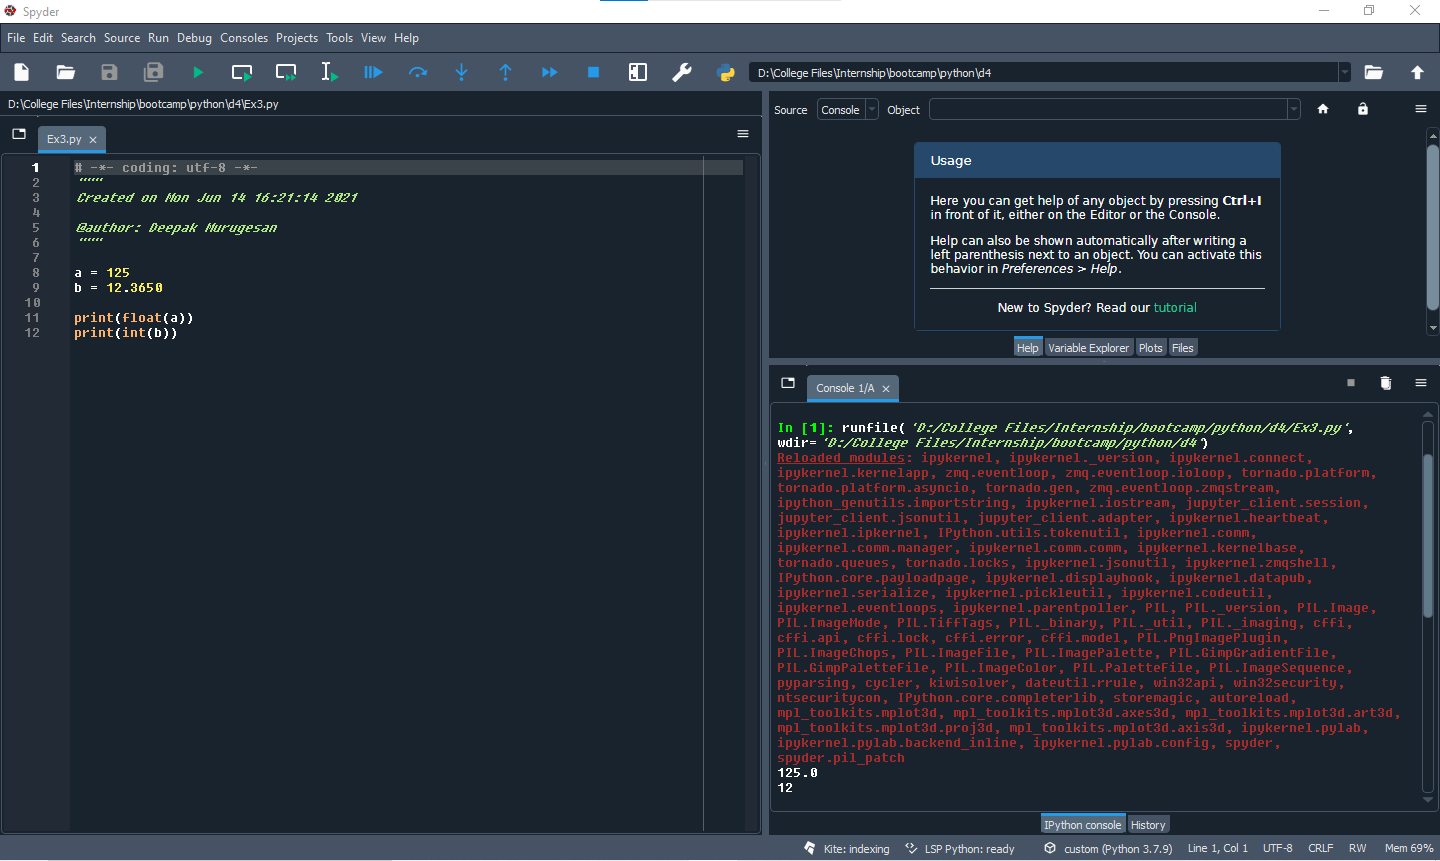 Spyder
File Edit Search Source Run Debug Consoles Projects Tools View Help
D:\College Files\Internship\bootcamp\python\d4
D:\College Files\Internship\bootcamp\python\d4\Ex3.py
Ex3.py
1 # -*- coding: utf-8 -*-
2 """
3 Created on Mon Jun 14 16:21:14 2021
4
5 @author: Deepak Murugesan
6 """
7
8 a = 125
9 b = 12.3650
10
11 print(float(a))
12 print(int(b))
Source Console Object
Usage
Here you can get help of any object by pressing Ctrl+I
in front of it, either on the Editor or the Console.
Help can also be shown automatically after writing a
left parenthesis next to an object. You can activate this
behavior in Preferences > Help.
New to Spyder? Read our tutorial
Help Variable Explorer Plots Files
Console 1/A
In [1]: runfile('D:/College Files/Internship/bootcamp/python/d4/Ex3.py',
wdir='D:/College Files/Internship/bootcamp/python/d4')
Reloaded modules: ipykernel, ipykernel._version, ipykernel.connect,
ipykernel.kernelapp, zmq.eventloop, zmq.eventloop.ioloop, tornado.platform,
tornado.platform.asyncio, tornado.gen, zmq.eventloop.zmqstream,
ipython_genutils.importstring, ipykernel.iostream, jupyter_client.session,
jupyter_client.jsonutil, jupyter_client.adapter, ipykernel.heartbeat,
ipykernel.ipkernel, IPython.utils.tokenutil, ipykernel.comm,
ipykernel.comm.manager, ipykernel.comm.comm, ipykernel.kernelbase,
tornado.queues, tornado.locks, ipykernel.jsonutil, ipykernel.zmqshell,
IPython.core.payloadpage, ipykernel.displayhook, ipykernel.datapub,
ipykernel.serialize, ipykernel.pickleutil, ipykernel.codeutil,
ipykernel.eventloops, ipykernel.parentpoller, PIL, PIL._version, PIL.Image,
PIL.ImageMode, PIL.TiffTags, PIL._binary, PIL._util, PIL._imaging, cffi,
cffi.api, cffi.lock, cffi.error, cffi.model, PIL.PngImagePlugin,
PIL.ImageChops, PIL.ImageFile, PIL.ImagePalette, PIL.GimpGradientFile,
PIL.GimpPaletteFile, PIL.ImageColor, PIL.PaletteFile, PIL.ImageSequence,
pyparsing, cycler, kiwisolver, dateutil.rrule, win32api, win32security,
ntsecuritycon, IPython.core.completerlib, storemagic, autoreload,
mpl_toolkits.mplot3d, mpl_toolkits.mplot3d.axes3d, mpl_toolkits.mplot3d.art3d,
mpl_toolkits.mplot3d.proj3d, mpl_toolkits.mplot3d.axis3d, ipykernel.pylab,
ipykernel.pylab.backend_inline, ipykernel.pylab.config, spyder,
spyder.pil_patch
125.0
12
IPython console History
Kite: indexing LSP Python: ready custom (Python 3.7.9) Line 1, Col 1 UTF-8 CRLF RW Mem 69%